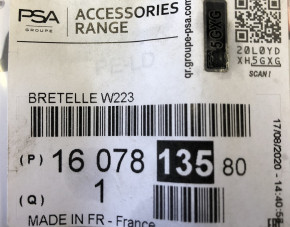 PSA
GROUPE
ACCESSORIES
RANGE
qr.groupe-psa.com
5GXG
20L0YD
XH5GXG
SCAN!
BRETELLE W223
(P) 16 078 135 80
(Q) 1
MADE IN FR - France
17/08/2020 - 14:40:5